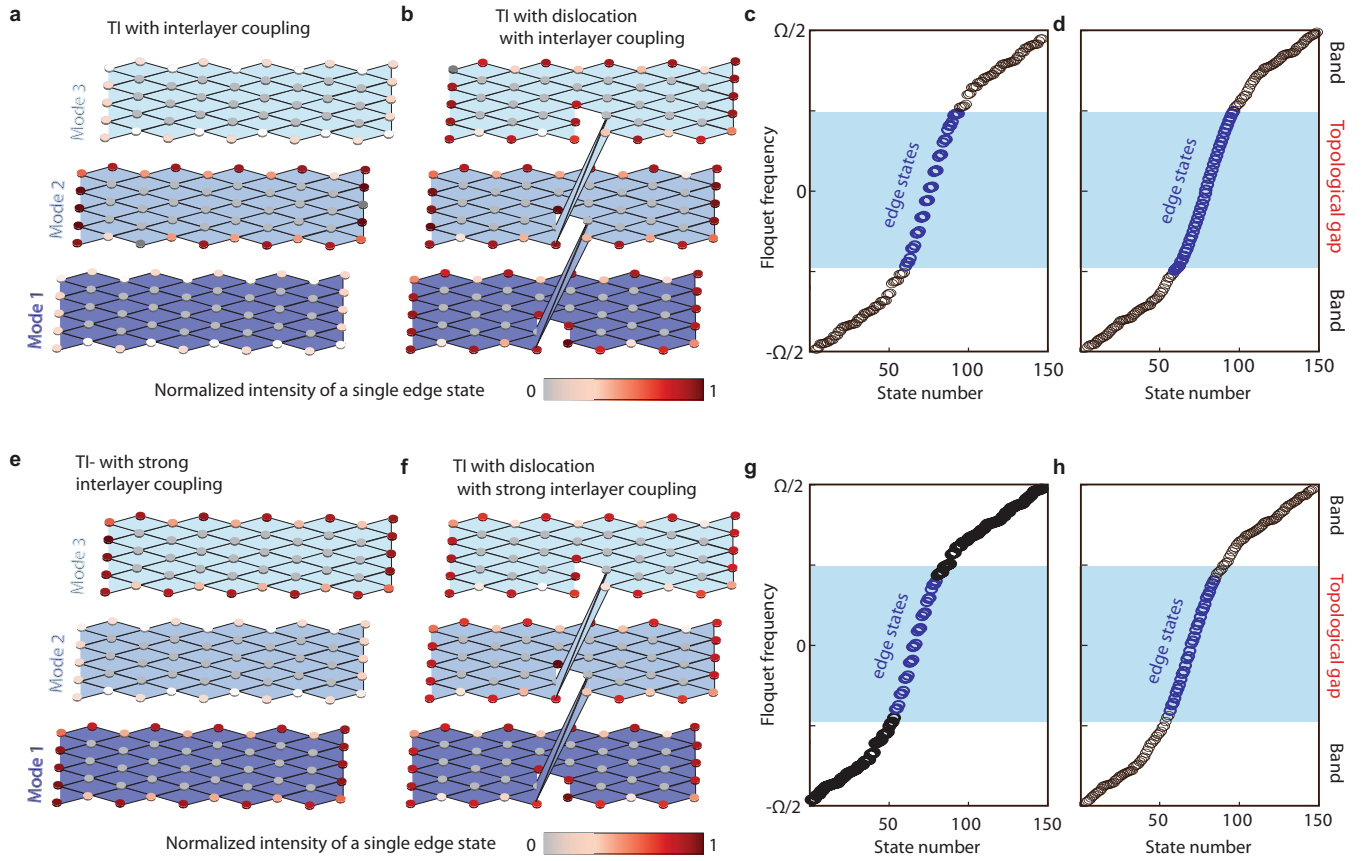 a
TI with interlayer coupling
b
TI with dislocation
with interlayer coupling
c
d
Mode 3
Mode 2
Mode 1
Normalized intensity of a single edge state
0
1
Ω/2
0
-Ω/2
Floquet frequency
edge states
50
100
150
State number
edge states
50
100
150
State number
Band
Topological gap
Band
e
TI- with strong
interlayer coupling
f
TI with dislocation
with strong interlayer coupling
g
h
Mode 3
Mode 2
Mode 1
Normalized intensity of a single edge state
0
1
Ω/2
0
-Ω/2
Floquet frequency
edge states
50
100
150
State number
edge states
50
100
150
State number
Band
Topological gap
Band